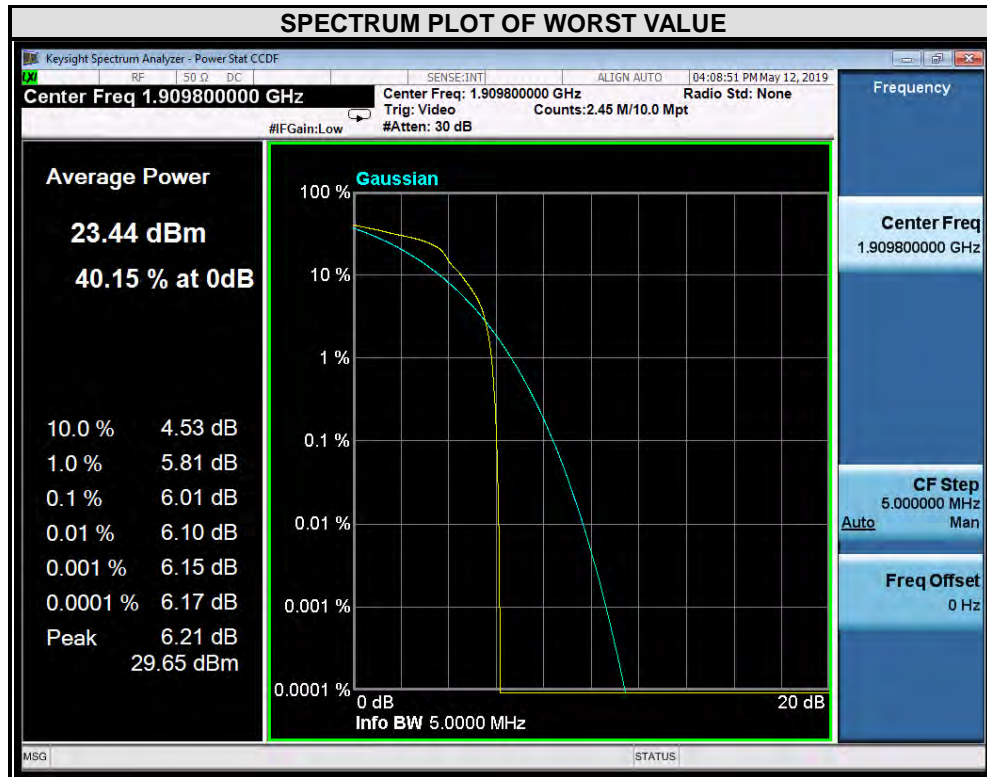 SPECTRUM PLOT OF WORST VALUE
Keysight Spectrum Analyzer - Power Stat CCDF
LXI RF 50 Ω DC SENSE:INT ALIGN AUTO 04:08:51 PM May 12, 2019
Center Freq 1.909800000 GHz
Center Freq: 1.909800000 GHz Radio Std: None
Trig: Video Counts:2.45 M/10.0 Mpt
#IFGain:Low #Atten: 30 dB
Average Power
23.44 dBm
40.15 % at 0dB
10.0 % 4.53 dB
1.0 % 5.81 dB
0.1 % 6.01 dB
0.01 % 6.10 dB
0.001 % 6.15 dB
0.0001 % 6.17 dB
Peak 6.21 dB
29.65 dBm
Gaussian
100 %
10 %
1 %
0.1 %
0.01 %
0.001 %
0.0001 %
0 dB 20 dB
Info BW 5.0000 MHz
Frequency
Center Freq
1.909800000 GHz
CF Step
5.000000 MHz
Auto Man
Freq Offset
0 Hz
MSG STATUS